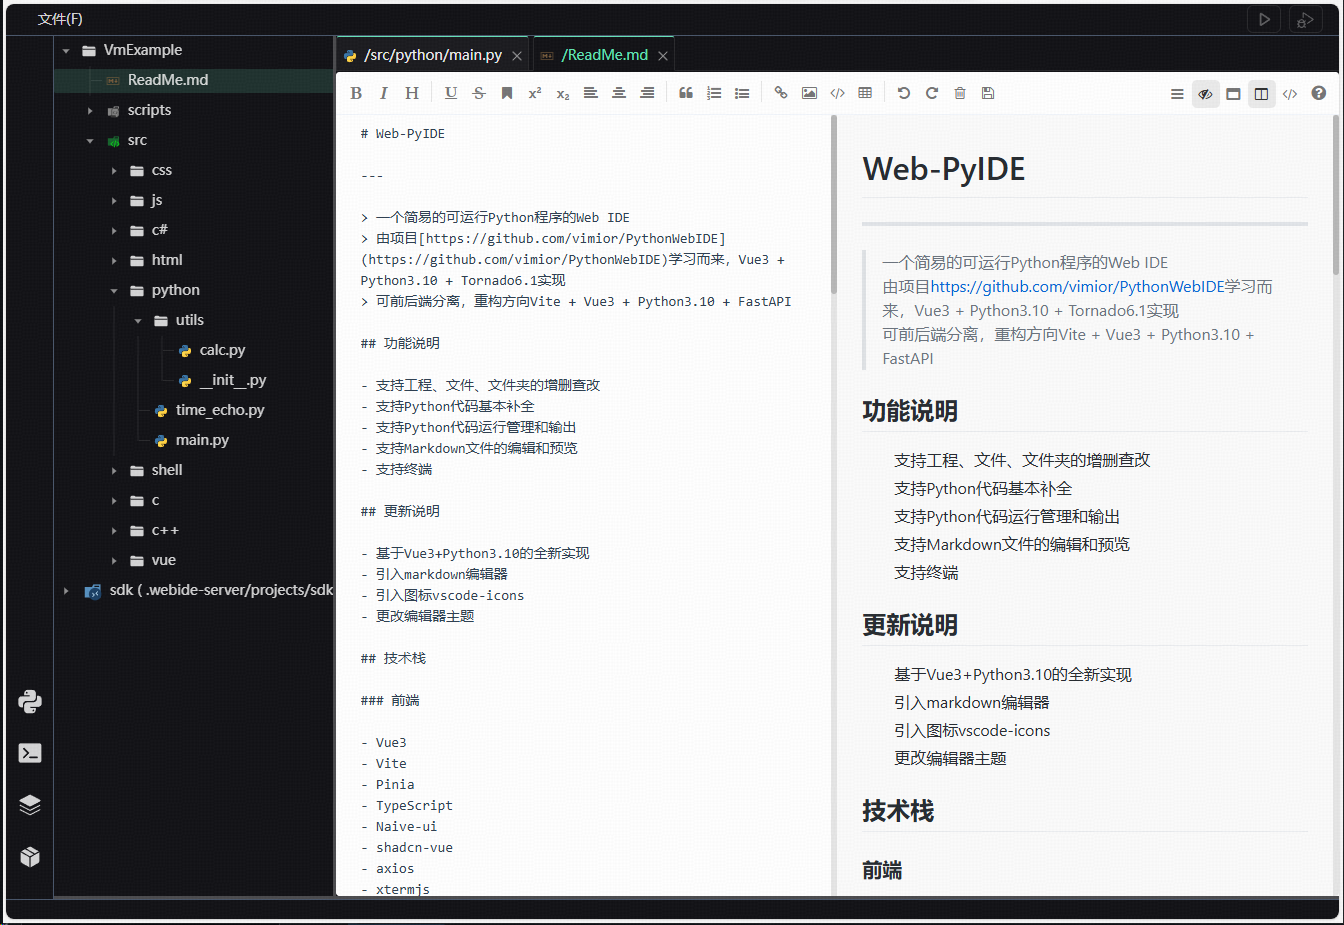 文件(F)
VmExample
ReadMe.md
scripts
src
css
js
c#
html
python
utils
calc.py
__init__.py
time_echo.py
main.py
shell
c
c++
vue
sdk ( .webide-server/projects/sdk
/src/python/main.py
/ReadMe.md
B I H U S x² x₂
# Web-PyIDE
---
> 一个简易的可运行Python程序的Web IDE
> 由项目[https://github.com/vimior/PythonWebIDE]
(https://github.com/vimior/PythonWebIDE)学习而来，Vue3 +
Python3.10 + Tornado6.1实现
> 可前后端分离，重构方向Vite + Vue3 + Python3.10 + FastAPI
## 功能说明
- 支持工程、文件、文件夹的增删查改
- 支持Python代码基本补全
- 支持Python代码运行管理和输出
- 支持Markdown文件的编辑和预览
- 支持终端
## 更新说明
- 基于Vue3+Python3.10的全新实现
- 引入markdown编辑器
- 引入图标vscode-icons
- 更改编辑器主题
## 技术栈
### 前端
- Vue3
- Vite
- Pinia
- TypeScript
- Naive-ui
- shadcn-vue
- axios
- xtermjs
Web-PyIDE
一个简易的可运行Python程序的Web IDE
由项目https://github.com/vimior/PythonWebIDE学习而
来，Vue3 + Python3.10 + Tornado6.1实现
可前后端分离，重构方向Vite + Vue3 + Python3.10 +
FastAPI
功能说明
支持工程、文件、文件夹的增删查改
支持Python代码基本补全
支持Python代码运行管理和输出
支持Markdown文件的编辑和预览
支持终端
更新说明
基于Vue3+Python3.10的全新实现
引入markdown编辑器
引入图标vscode-icons
更改编辑器主题
技术栈
前端